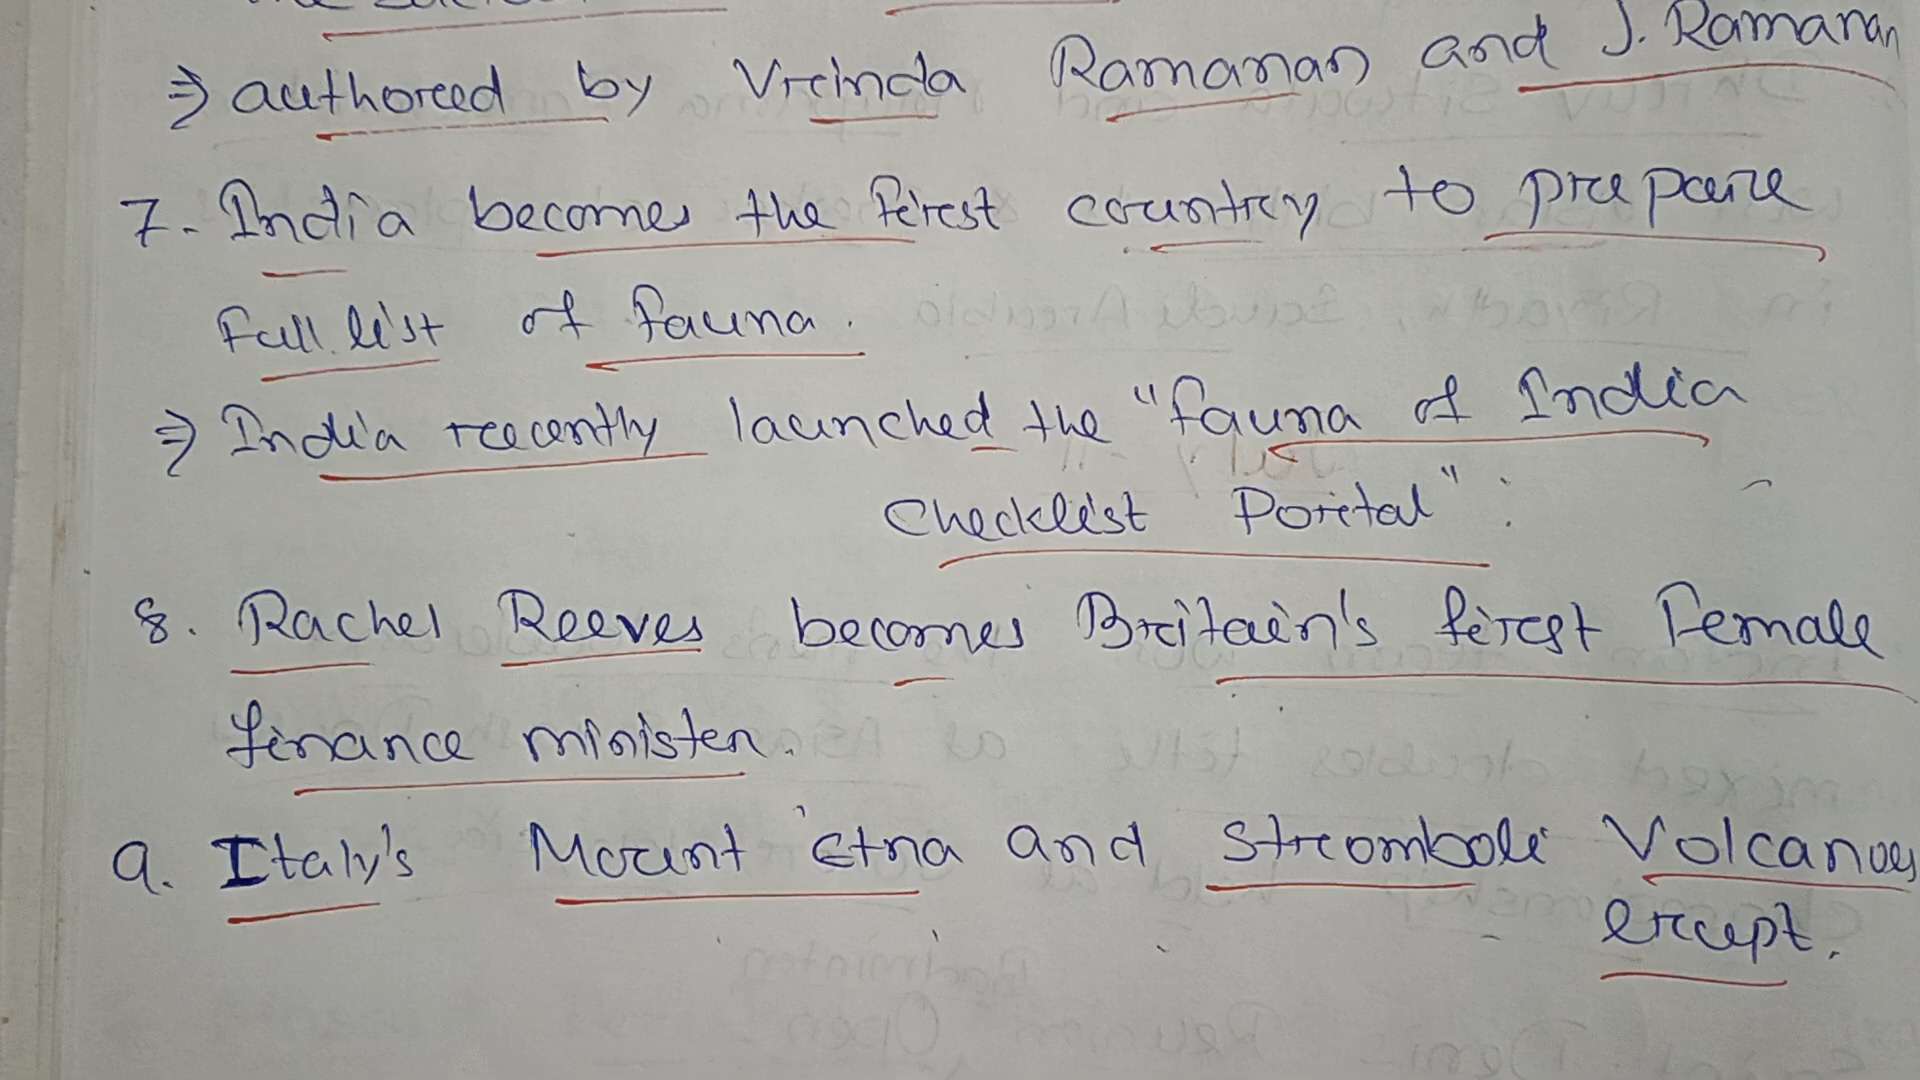 ⇒ authored by Vrinda Ramanan and J. Ramanan
7. India becomes the first country to prepare
full list of fauna.
⇒ India recently launched the "fauna of India
Checklist Portal".
8. Rachel Reeves becomes Britain's first Female
finance minister.
9. Italy's Mount Etna and Stromboli Volcanoes
erupt.